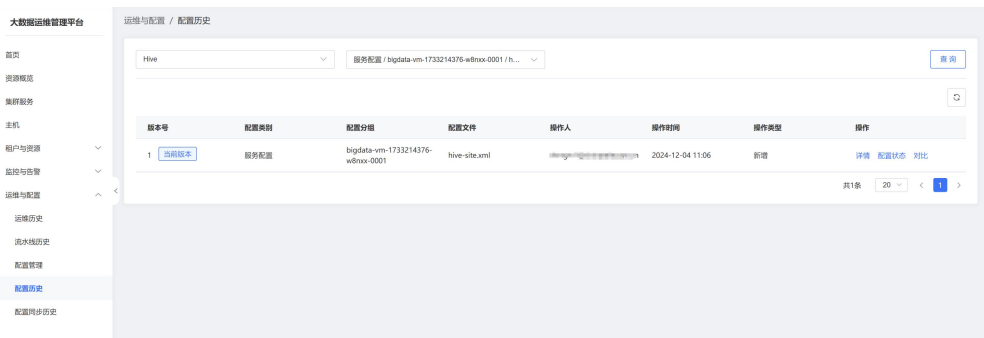 大数据运维管理平台
运维与配置 / 配置历史
首页
资源概览
集群服务
主机
租户与资源
监控与告警
运维与配置
运维历史
流水线历史
配置管理
配置历史
配置同步历史
Hive
服务配置 / bigdata-vm-1733214376-w8nxx-0001 / h...
查 询
版本号 配置类别 配置分组 配置文件 操作人 操作时间 操作类型 操作
1 当前版本 服务配置 bigdata-vm-1733214376-
w8nxx-0001 hive-site.xml 2024-12-04 11:06 新增 详情 配置状态 对比
共1条 20 1